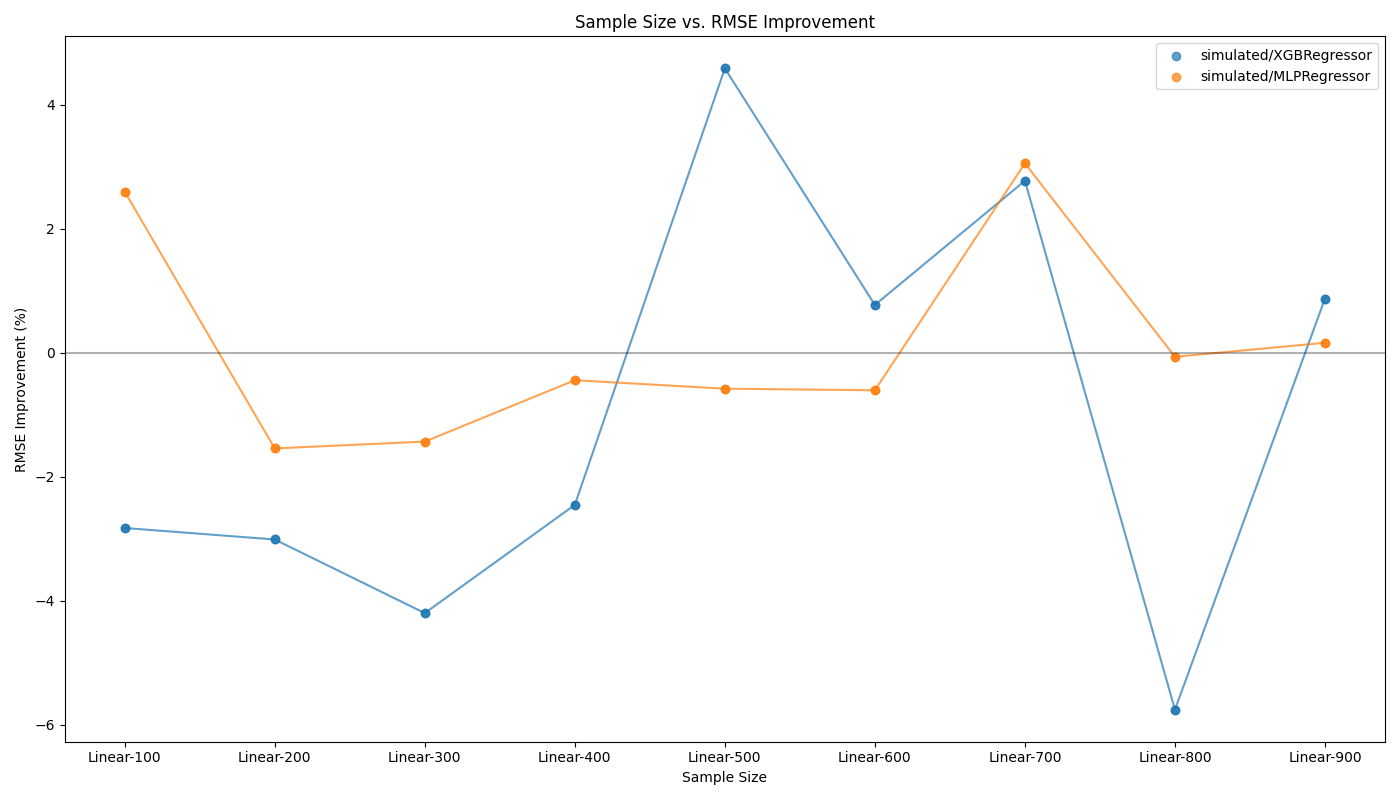 Sample Size vs. RMSE Improvement
simulated/XGBRegressor
simulated/MLPRegressor
RMSE Improvement (%)
4
2
0
−2
−4
−6
Linear-100 Linear-200 Linear-300 Linear-400 Linear-500 Linear-600 Linear-700 Linear-800 Linear-900
Sample Size